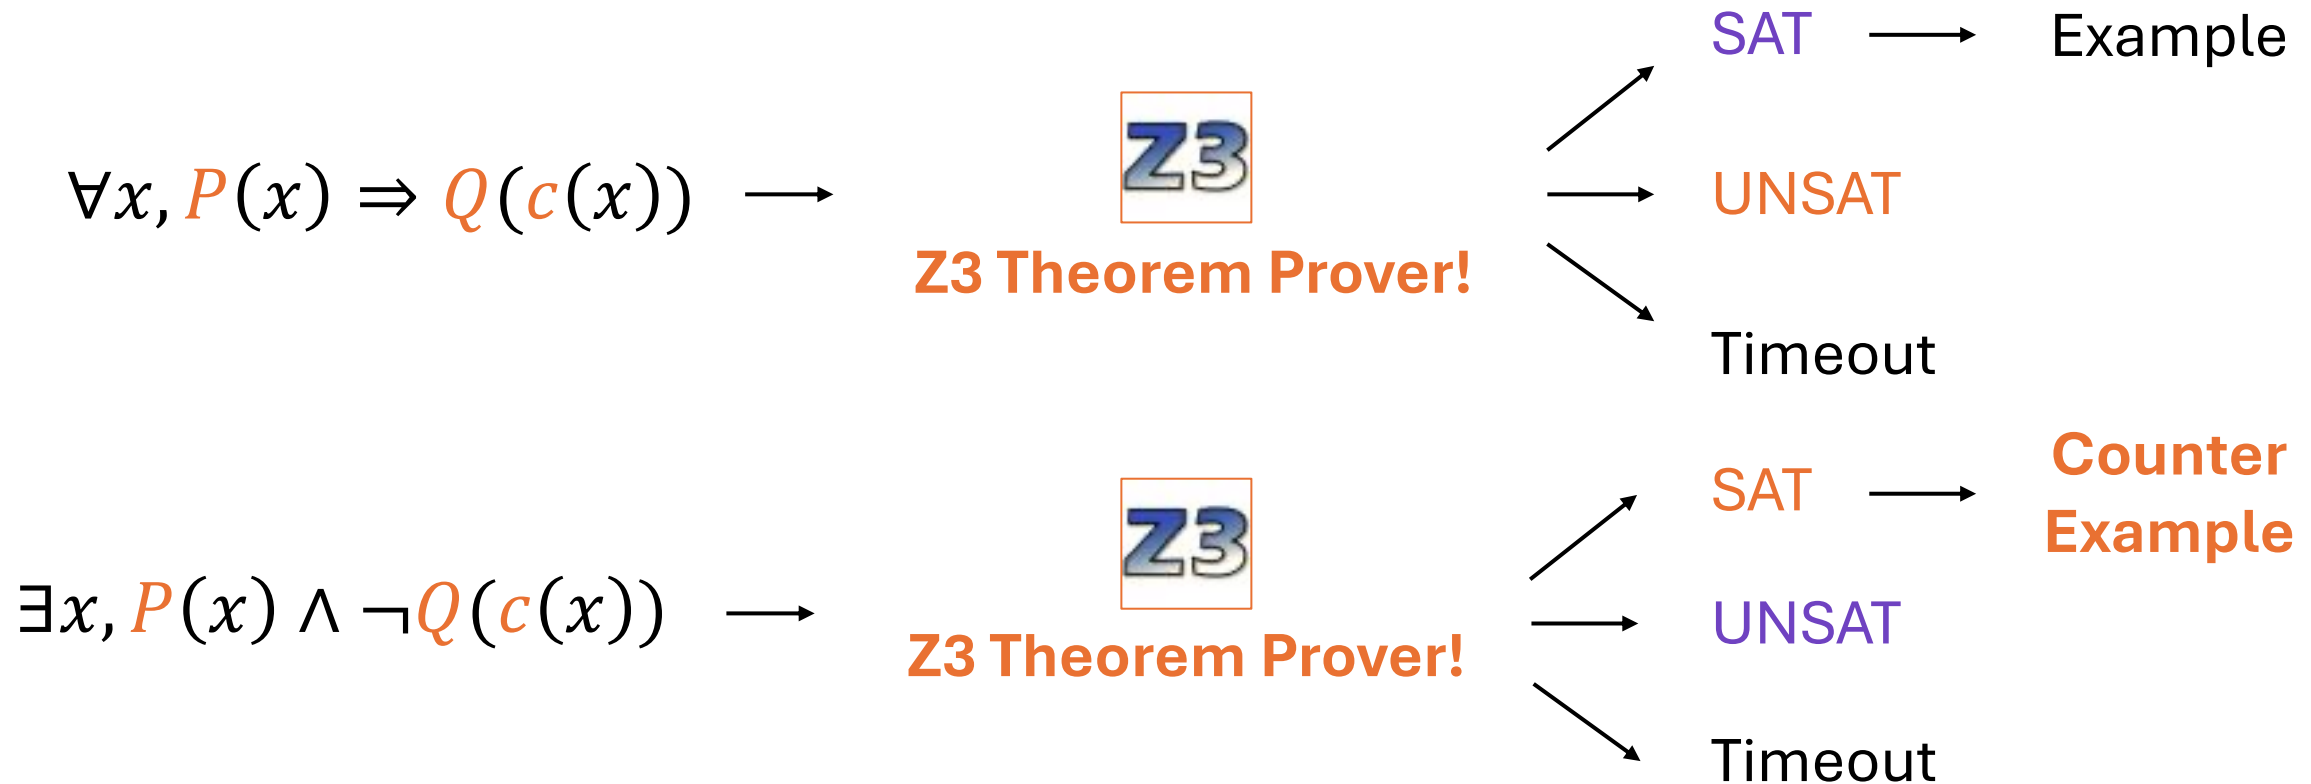 SAT → Example
Z3
∀x, P(x) ⇒ Q(c(x)) → UNSAT
Z3 Theorem Prover!
Timeout
Counter
Example
SAT →
Z3
∃x, P(x) ∧ ¬Q(c(x)) → UNSAT
Z3 Theorem Prover!
Timeout